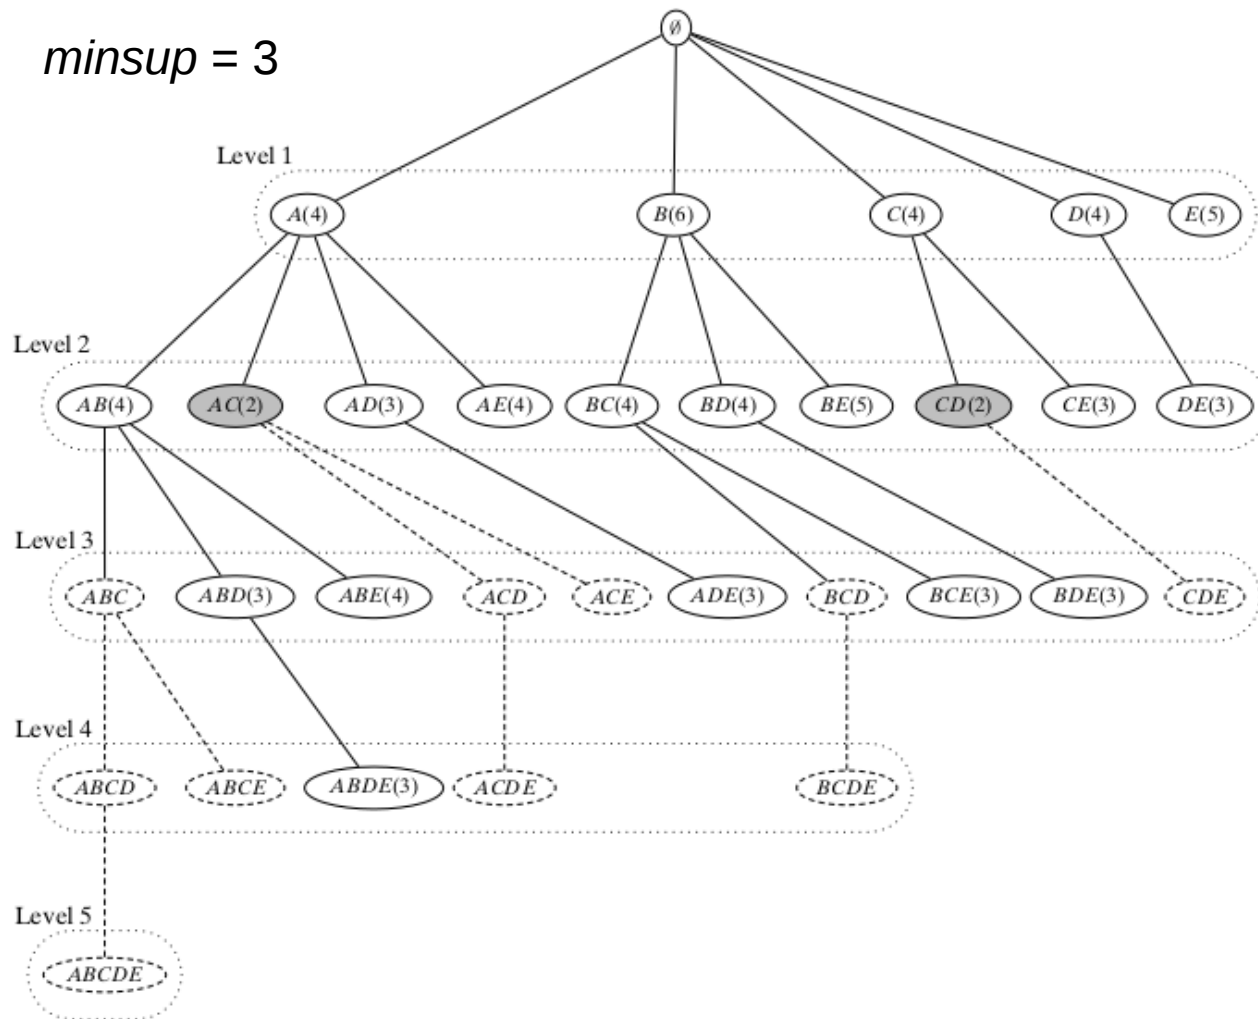 ∅
minsup = 3
Level 1
A(4) B(6) C(4) D(4) E(5)
Level 2
AB(4) AC(2) AD(3) AE(4) BC(4) BD(4) BE(5) CD(2) CE(3) DE(3)
Level 3
ABC ABD(3) ABE(4) ACD ACE ADE(3) BCD BCE(3) BDE(3) CDE
Level 4
ABCD ABCE ABDE(3) ACDE BCDE
Level 5
ABCDE